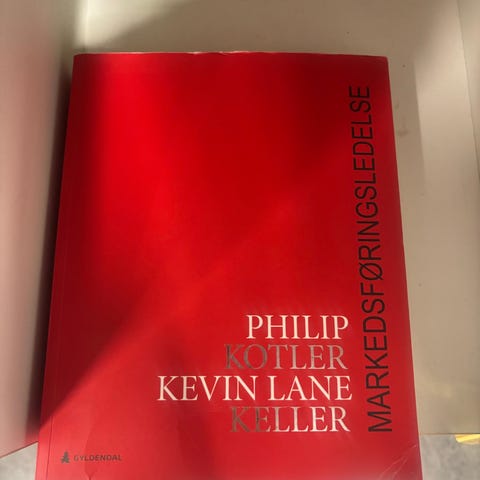 MARKEDSFØRINGSLEDELSE
PHILIP
KOTLER
KEVIN LANE
KELLER
GYLDENDAL